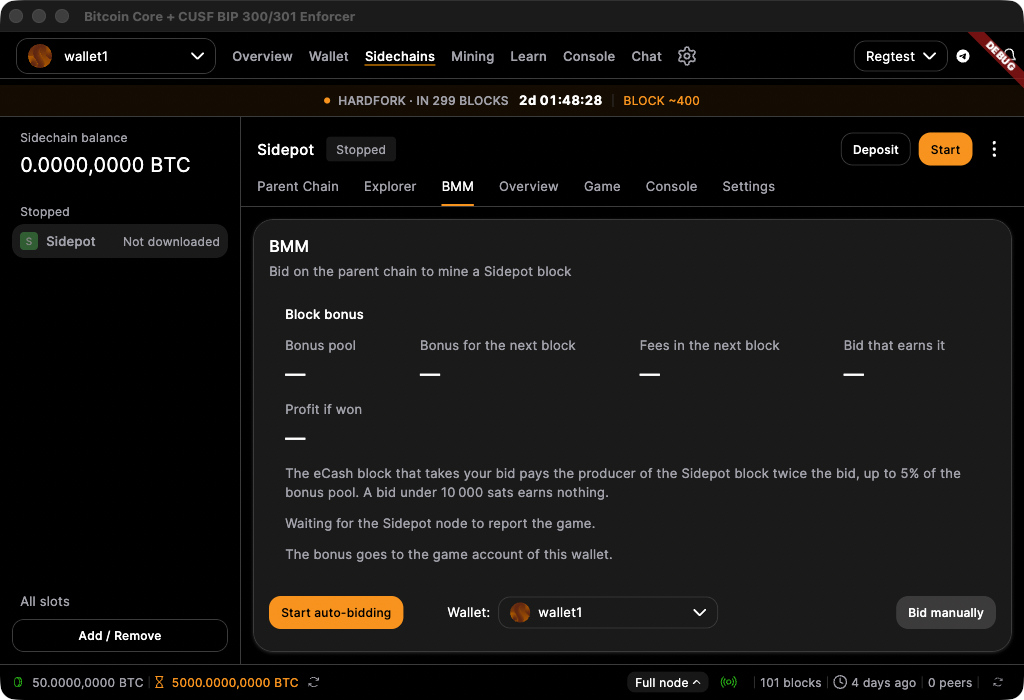 Bitcoin Core + CUSF BIP 300/301 Enforcer
wallet1
Overview
Wallet
Sidechains
Mining
Learn
Console
Chat
Regtest
DEBUG
HARDFORK · IN 299 BLOCKS 2d 01:48:28 BLOCK ~400
Sidechain balance
0.0000,0000 BTC
Stopped
S Sidepot Not downloaded
All slots
Add / Remove
Sidepot Stopped
Deposit
Start
Parent Chain
Explorer
BMM
Overview
Game
Console
Settings
BMM
Bid on the parent chain to mine a Sidepot block
Block bonus
Bonus pool
—
Bonus for the next block
—
Fees in the next block
—
Bid that earns it
—
Profit if won
—
The eCash block that takes your bid pays the producer of the Sidepot block twice the bid, up to 5% of the
bonus pool. A bid under 10 000 sats earns nothing.
Waiting for the Sidepot node to report the game.
The bonus goes to the game account of this wallet.
Start auto-bidding
Wallet: wallet1
Bid manually
50.0000,0000 BTC
5000.0000,0000 BTC
Full node
101 blocks
4 days ago
0 peers